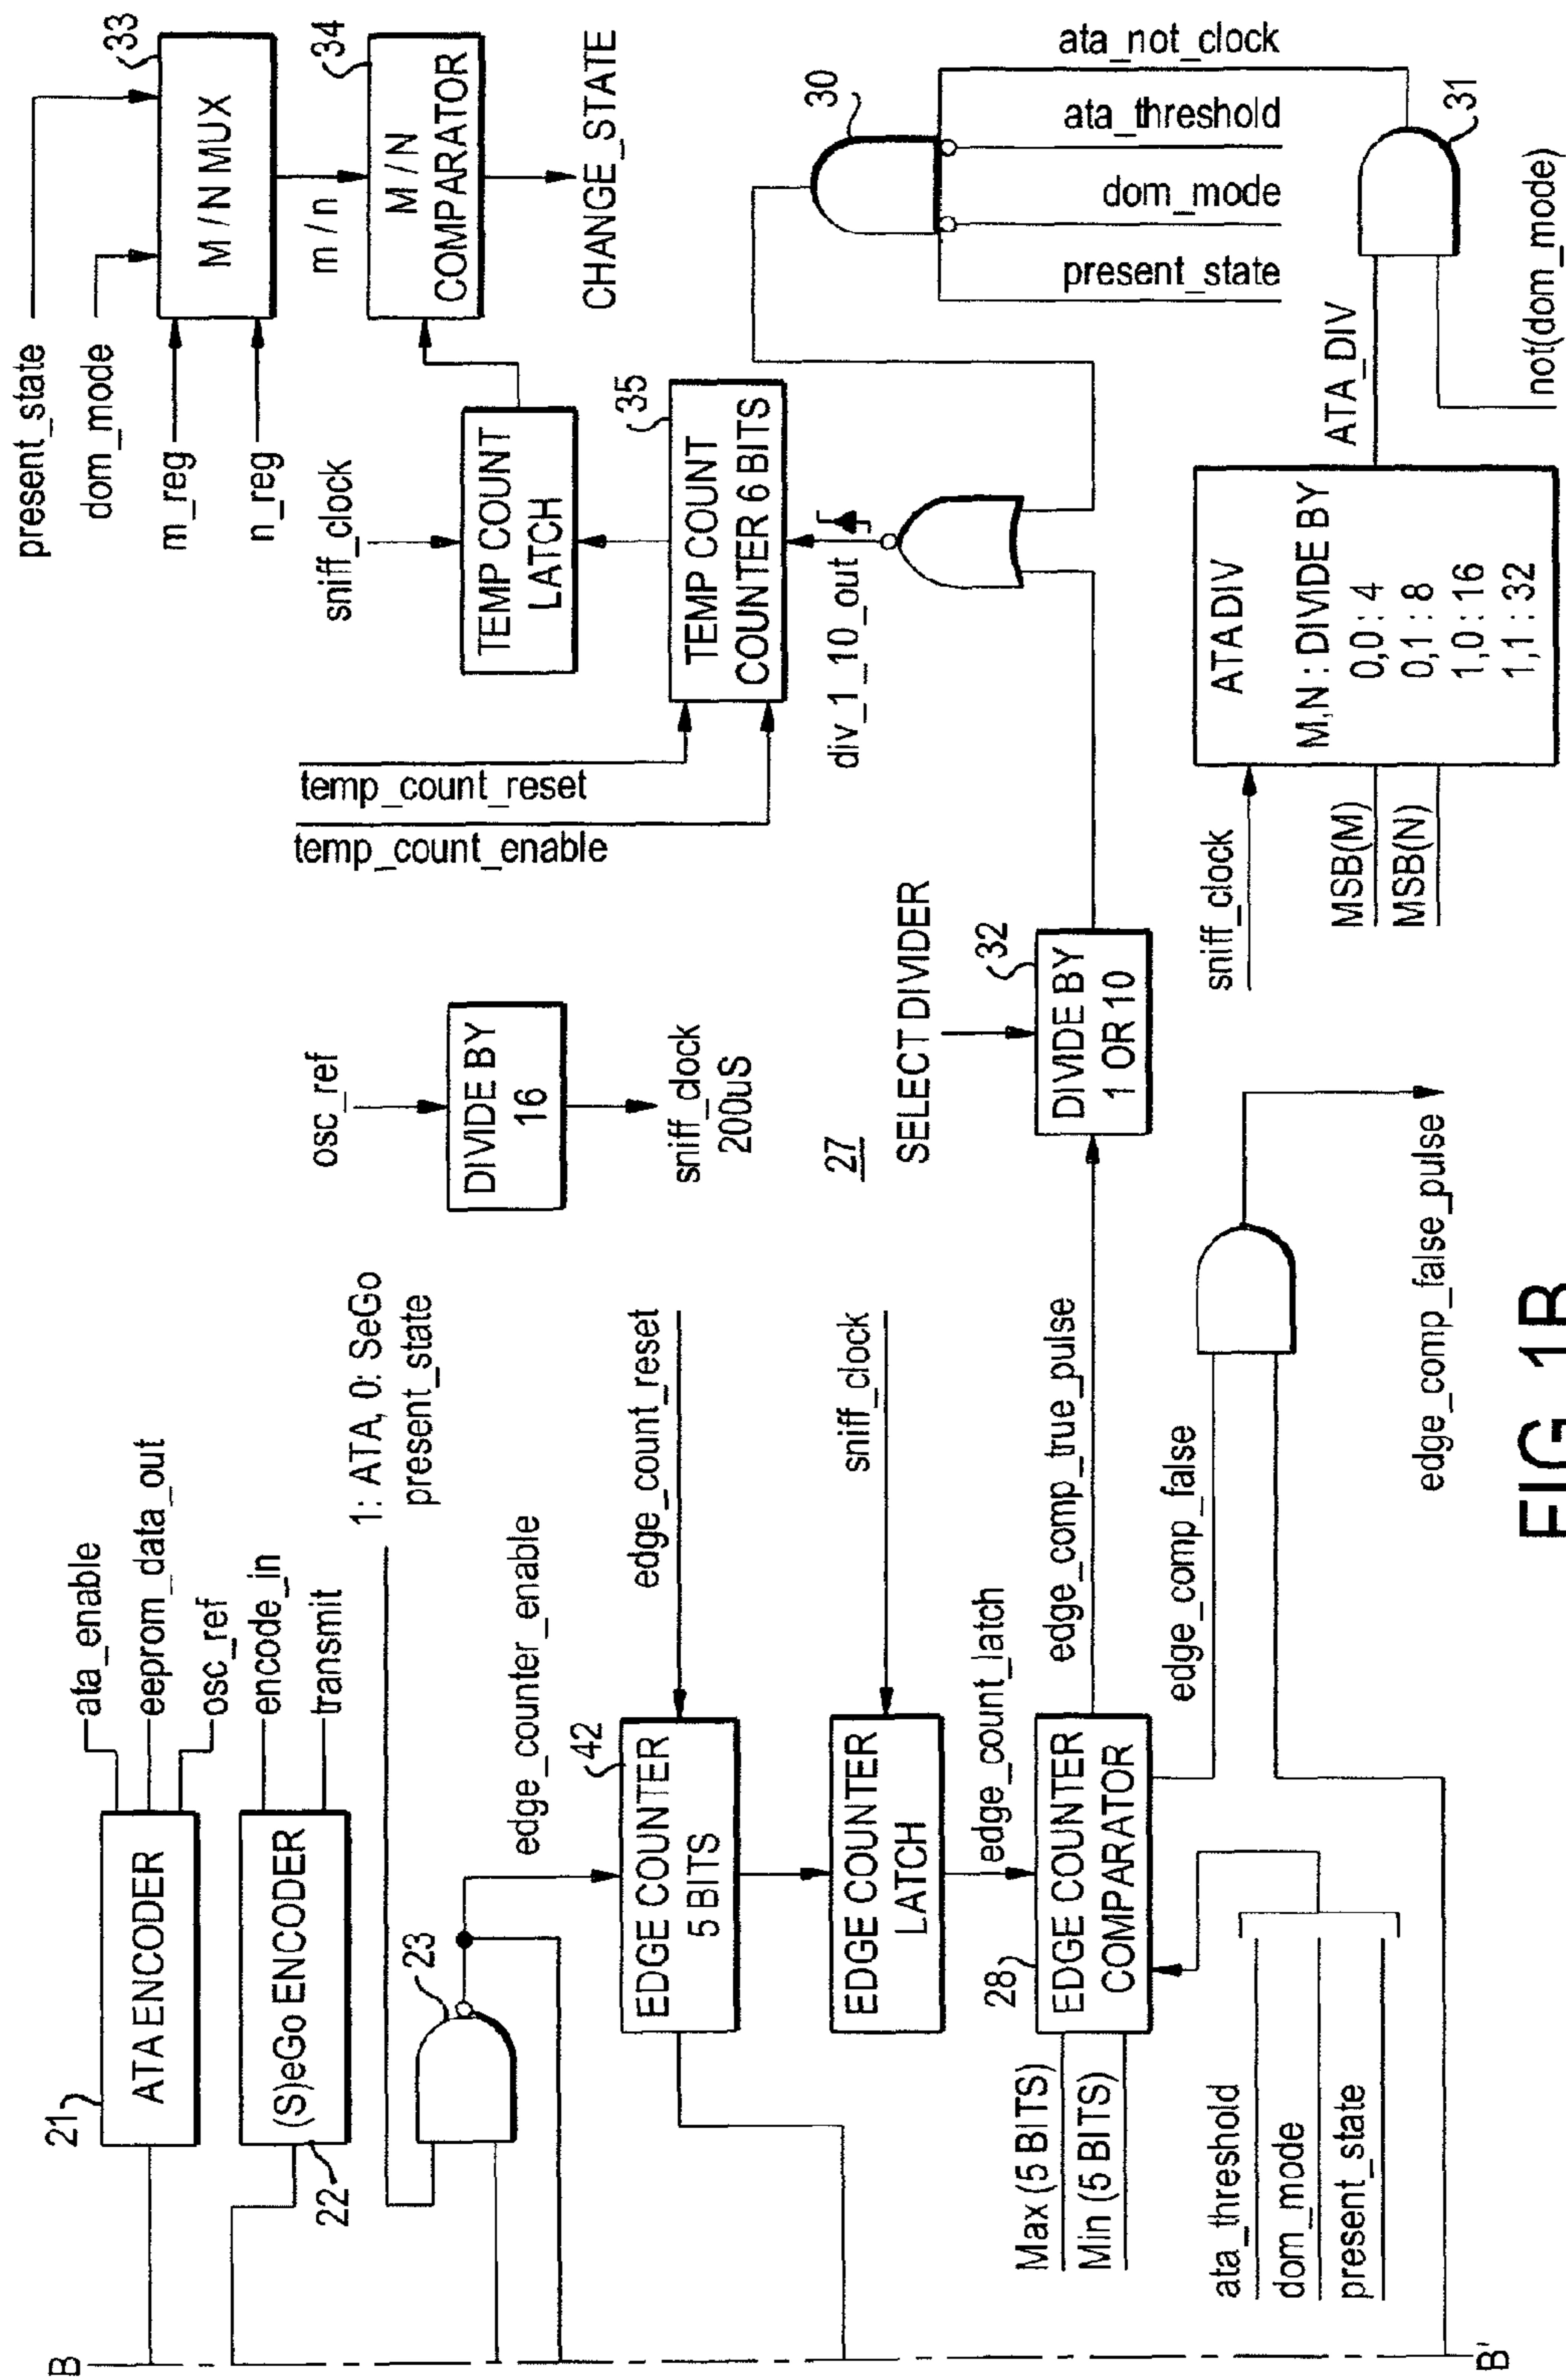 B
21
ATA ENCODER
ata_enable
eeprom_data_out
osc_ref
22
(S)eGo ENCODER
encode_in
transmit
1: ATA, 0: SeGo
present_state
23
edge_counter_enable
42
EDGE COUNTER
5 BITS
edge_count_reset
EDGE COUNTER
LATCH
sniff_clock
edge_count_latch
28
EDGE COUNTER
COMPARATOR
Max (5 BITS)
Min (5 BITS)
ata_threshold
dom_mode
present_state
edge_comp_true_pulse
edge_comp_false
edge_comp_false_pulse
B'
osc_ref
DIVIDE BY
16
sniff_clock
200uS
27
SELECT DIVIDER
32
DIVIDE BY
1 OR 10
present_state
dom_mode
m_reg
n_reg
33
M / N MUX
m / n
34
M / N
COMPARATOR
CHANGE_STATE
sniff_clock
TEMP COUNT
LATCH
35
TEMP COUNT
COUNTER 6 BITS
temp_count_reset
temp_count_enable
div_1_10_out
30
ata_not_clock
ata_threshold
dom_mode
present_state
31
ATA_DIV
not(dom_mode)
sniff_clock
MSB(M)
MSB(N)
ATA DIV
M,N : DIVIDE BY
0,0 : 4
0,1 : 8
1,0 : 16
1,1 : 32
FIG. 1B